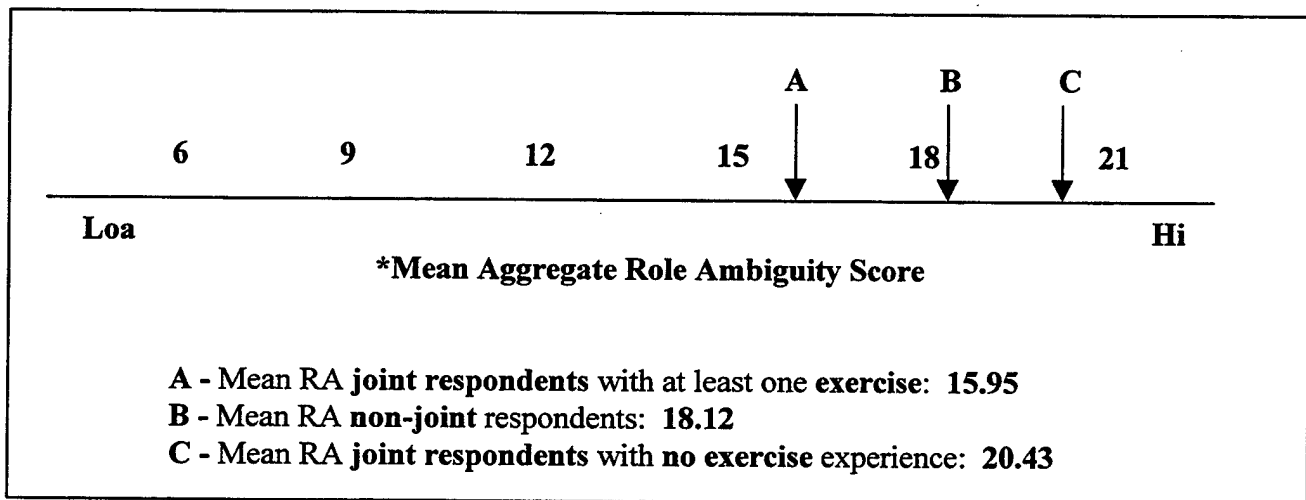 A B C
6 9 12 15 18 21
Loa Hi
*Mean Aggregate Role Ambiguity Score
A - Mean RA joint respondents with at least one exercise: 15.95
B - Mean RA non-joint respondents: 18.12
C - Mean RA joint respondents with no exercise experience: 20.43